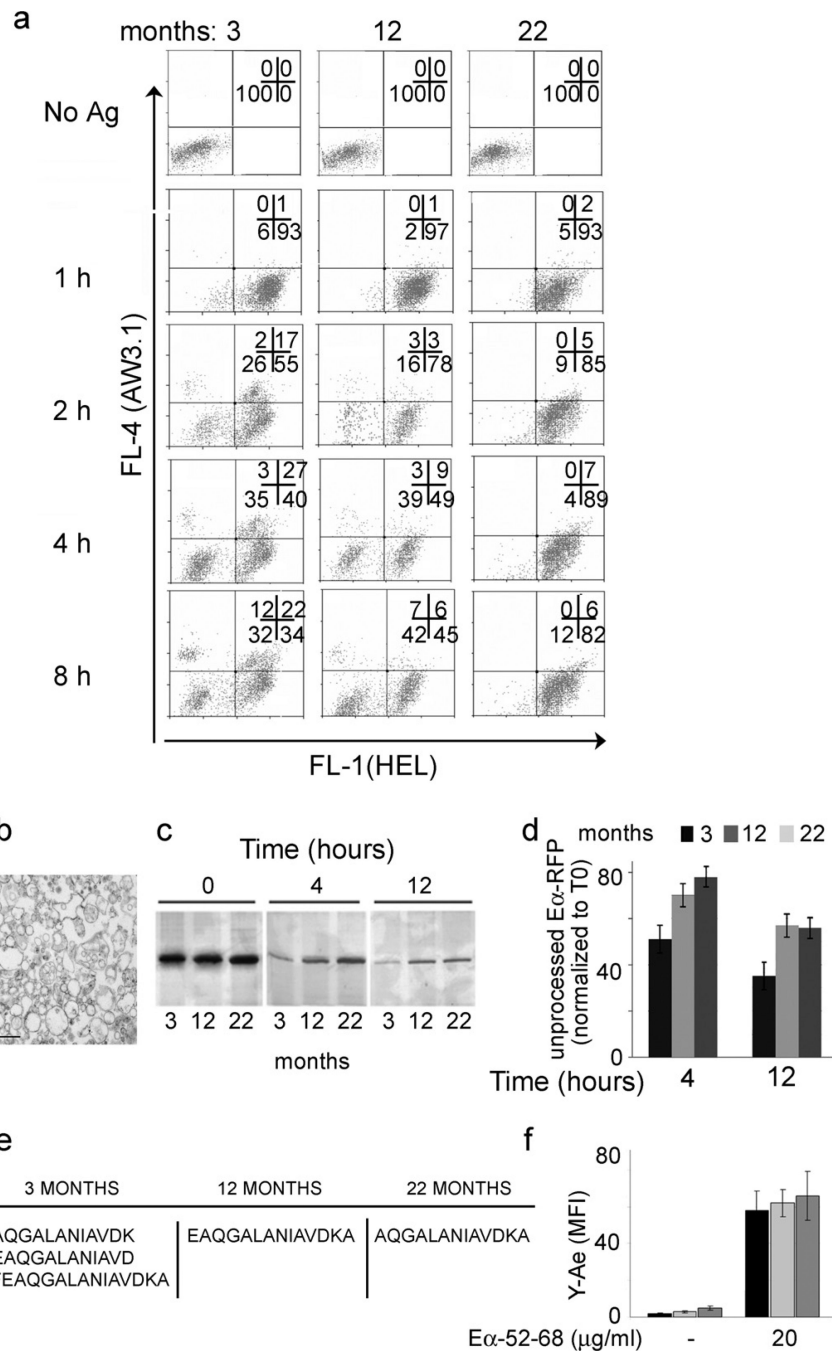 a
months: 3 12 22
No Ag
0 0
100 0
0 0
100 0
0 0
100 0
1 h
0 1
6 93
0 1
2 97
0 2
5 93
2 h
2 17
26 55
3 3
16 78
0 5
9 85
4 h
3 27
35 40
3 9
39 49
0 7
4 89
8 h
12 22
32 34
7 6
42 45
0 6
12 82
FL-4 (AW3.1)
FL-1(HEL)
b
c
Time (hours)
0 4 12
3 12 22 3 12 22 3 12 22
months
d
months 3 12 22
unprocessed Eα-RFP
(normalized to T0)
80
40
0
Time (hours) 4 12
e
3 MONTHS 12 MONTHS 22 MONTHS
AQGALANIAVDK EAQGALANIAVDKA AQGALANIAVDKA
EAQGALANIAVD
EAQGALANIAVDKA
f
Y-Ae (MFI)
80
40
0
Eα-52-68 (μg/ml) - 20